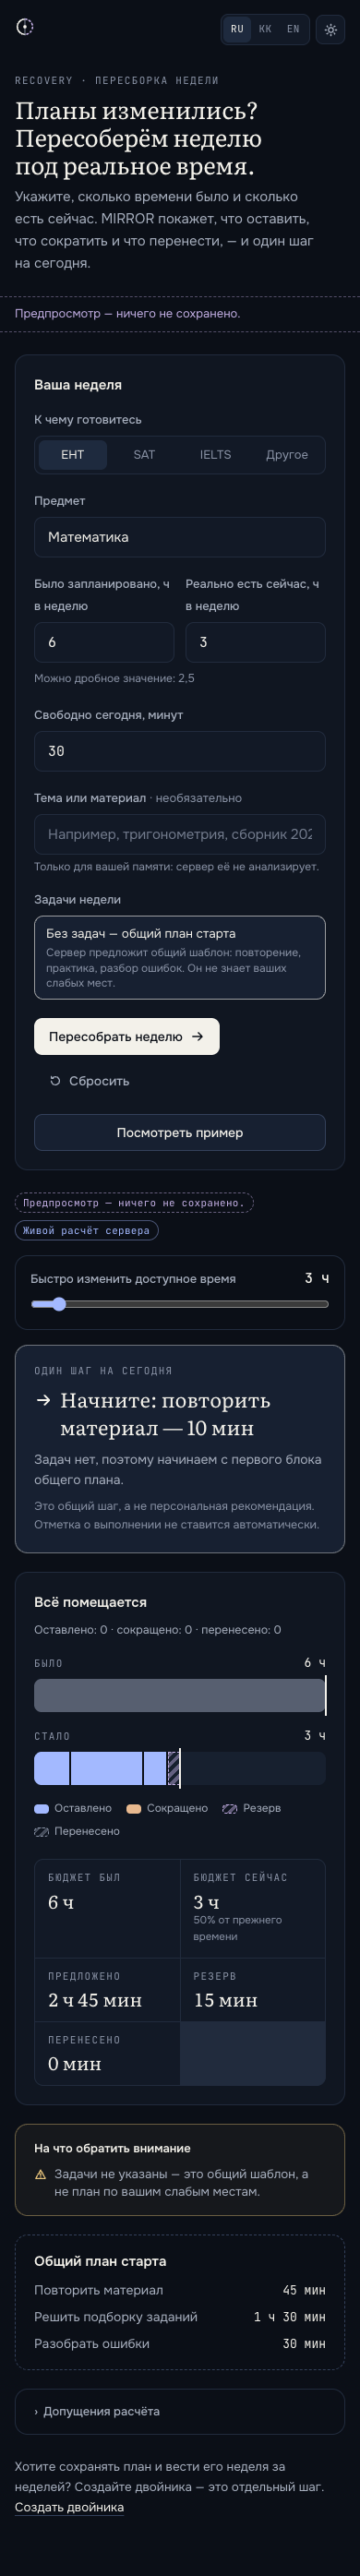 RU KK EN
RECOVERY · ПЕРЕСБОРКА НЕДЕЛИ
Планы изменились?
Пересоберём неделю
под реальное время.
Укажите, сколько времени было и сколько
есть сейчас. MIRROR покажет, что оставить,
что сократить и что перенести, — и один шаг
на сегодня.
Предпросмотр — ничего не сохранено.
Ваша неделя
К чему готовитесь
ЕНТ SAT IELTS Другое
Предмет
Математика
Было запланировано, ч
в неделю
Реально есть сейчас, ч
в неделю
6
3
Можно дробное значение: 2,5
Свободно сегодня, минут
30
Тема или материал · необязательно
Например, тригонометрия, сборник 202
Только для вашей памяти: сервер её не анализирует.
Задачи недели
Без задач — общий план старта
Сервер предложит общий шаблон: повторение,
практика, разбор ошибок. Он не знает ваших
слабых мест.
Пересобрать неделю →
Сбросить
Посмотреть пример
Предпросмотр — ничего не сохранено.
Живой расчёт сервера
Быстро изменить доступное время 3 ч
ОДИН ШАГ НА СЕГОДНЯ
→ Начните: повторить
материал — 10 мин
Задач нет, поэтому начинаем с первого блока
общего плана.
Это общий шаг, а не персональная рекомендация.
Отметка о выполнении не ставится автоматически.
Всё помещается
Оставлено: 0 · сокращено: 0 · перенесено: 0
БЫЛО 6 ч
СТАЛО 3 ч
Оставлено Сокращено Резерв
Перенесено
БЮДЖЕТ БЫЛ
6 ч
БЮДЖЕТ СЕЙЧАС
3 ч
50% от прежнего
времени
ПРЕДЛОЖЕНО
2 ч 45 мин
РЕЗЕРВ
15 мин
ПЕРЕНЕСЕНО
0 мин
На что обратить внимание
Задачи не указаны — это общий шаблон, а
не план по вашим слабым местам.
Общий план старта
Повторить материал 45 мин
Решить подборку заданий 1 ч 30 мин
Разобрать ошибки 30 мин
› Допущения расчёта
Хотите сохранять план и вести его неделя за
неделей? Создайте двойника — это отдельный шаг.
Создать двойника